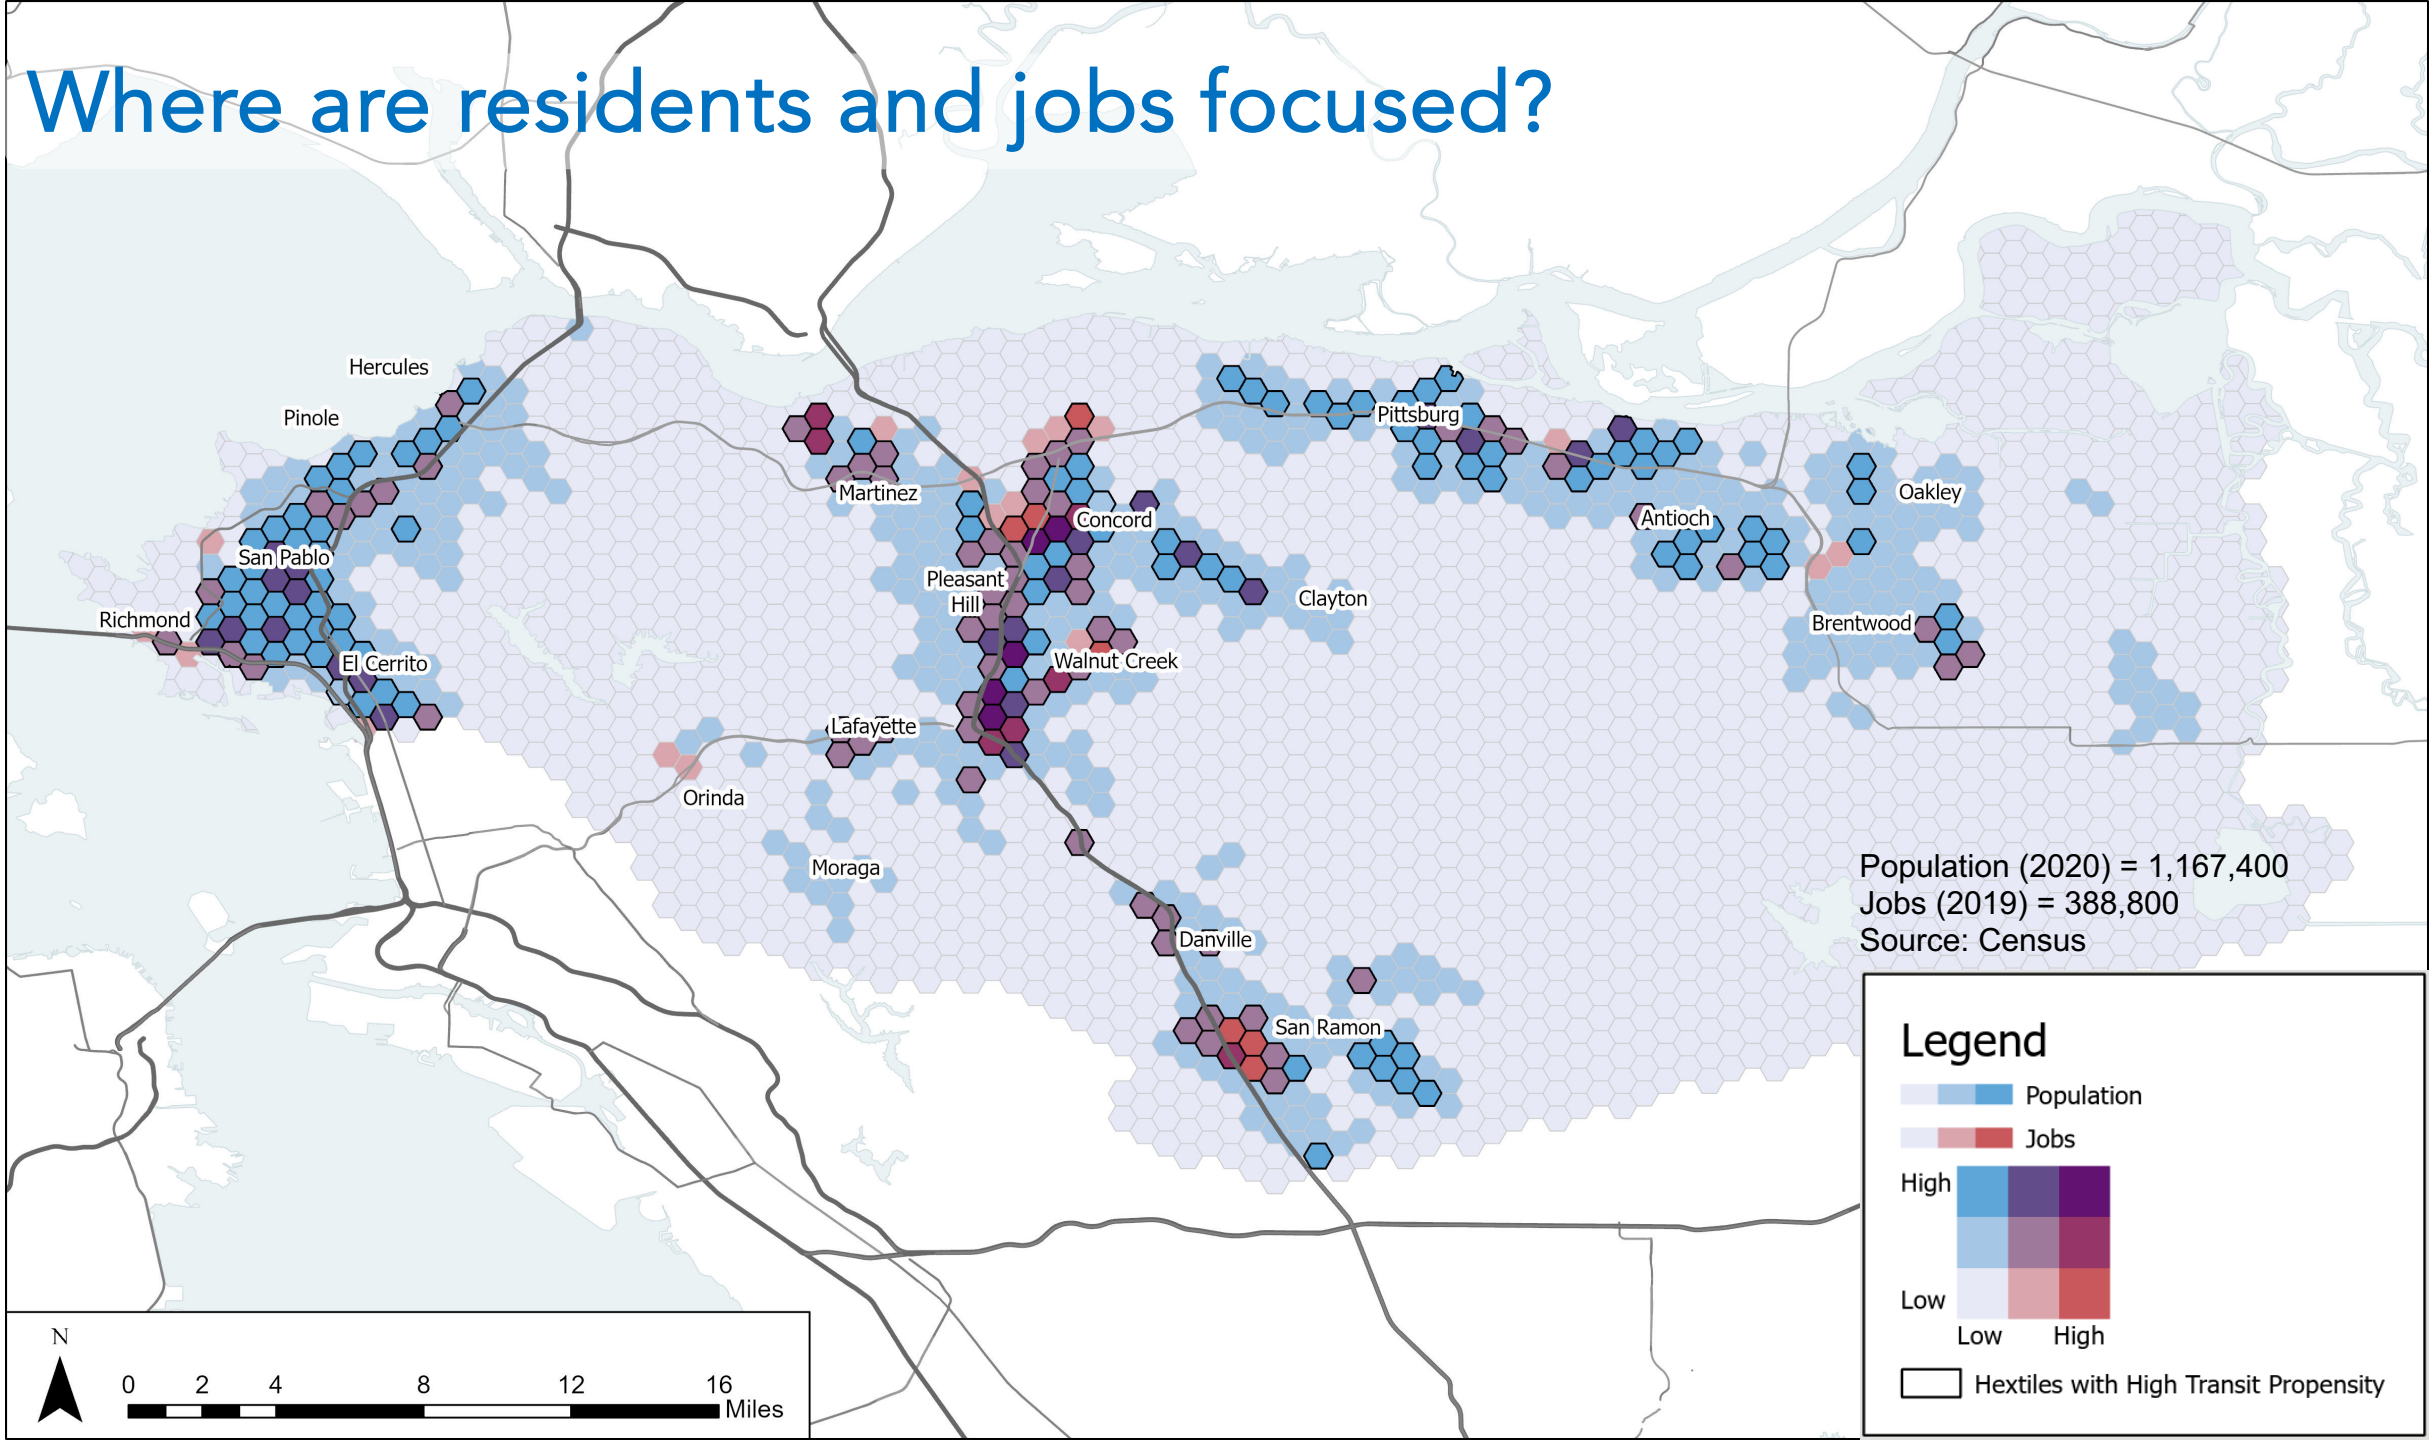 Where are residents and jobs focused?
Hercules
Pinole
Pittsburg
Martinez
Oakley
Concord
Antioch
San Pablo
Pleasant
Hill
Clayton
Richmond
Brentwood
El Cerrito
Walnut Creek
Lafayette
Orinda
Moraga
Danville
San Ramon
Population (2020) = 1,167,400
Jobs (2019) = 388,800
Source: Census
Legend
Population
Jobs
High
Low
Low High
Hextiles with High Transit Propensity
N
0 2 4 8 12 16
Miles